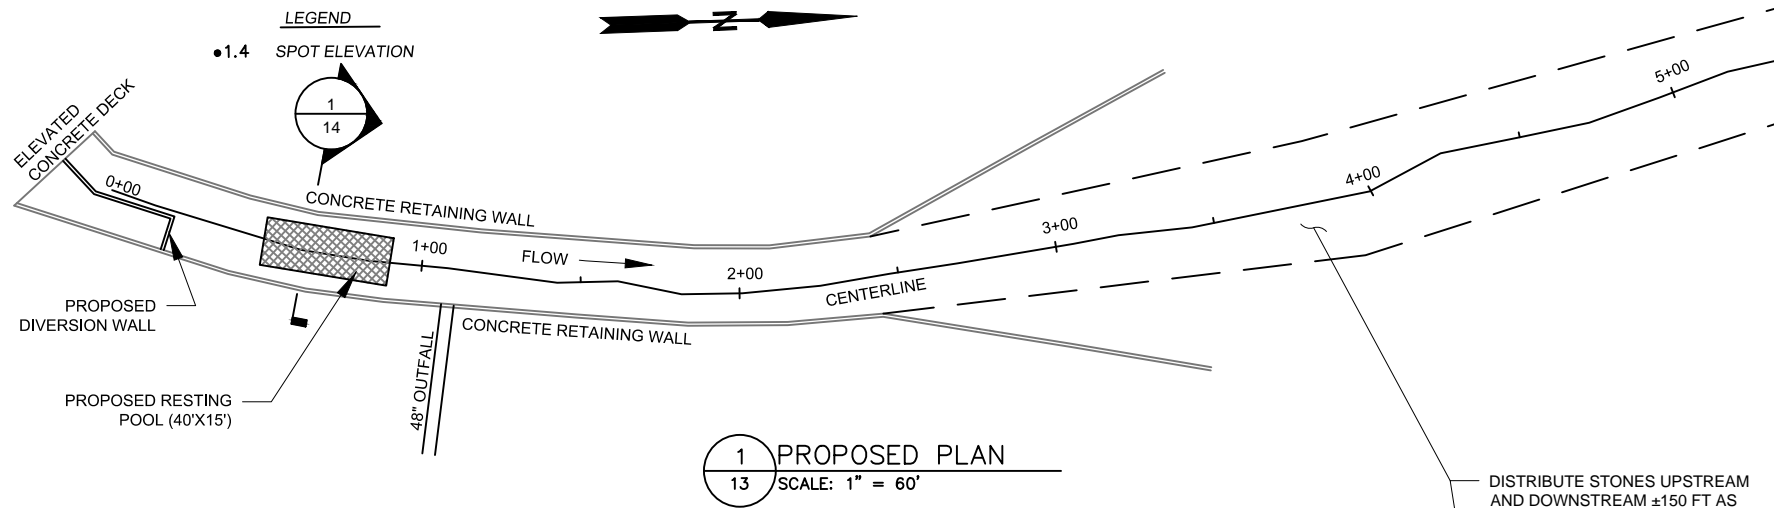 LEGEND
N
●1.4 SPOT ELEVATION
1
14
ELEVATED
CONCRETE DECK
0+00
CONCRETE RETAINING WALL
1+00
FLOW
2+00
CENTERLINE
3+00
4+00
5+00
PROPOSED
DIVERSION WALL
CONCRETE RETAINING WALL
48" OUTFALL
PROPOSED RESTING
POOL (40'X15')
1
13
PROPOSED PLAN
SCALE: 1" = 60'
DISTRIBUTE STONES UPSTREAM
AND DOWNSTREAM ±150 FT AS